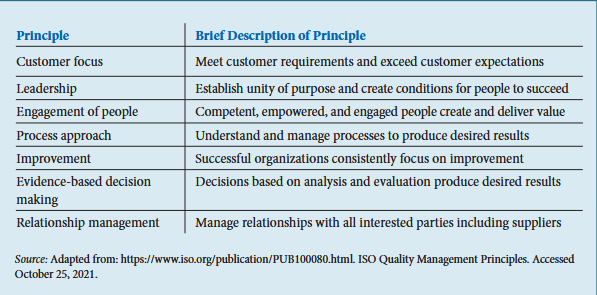 Principle Brief Description of Principle
Customer focus Meet customer requirements and exceed customer expectations
Leadership Establish unity of purpose and create conditions for people to succeed
Engagement of people Competent, empowered, and engaged people create and deliver value
Process approach Understand and manage processes to produce desired results
Improvement Successful organizations consistently focus on improvement
Evidence-based decision Decisions based on analysis and evaluation produce desired results
making
Relationship management Manage relationships with all interested parties including suppliers
Source: Adapted from: https://www.iso.org/publication/PUB100080.html. ISO Quality Management Principles. Accessed
October 25, 2021.